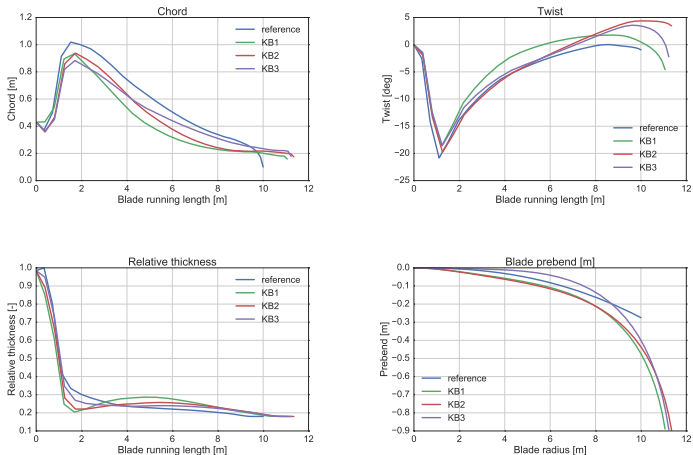 Chord
1.2
1.0
0.8
0.6
0.4
0.2
0.0
Chord [m]
reference
KB1
KB2
KB3
0 2 4 6 8 10 12
Blade running length [m]
Twist
5
0
−5
−10
−15
−20
−25
Twist [deg]
reference
KB1
KB2
KB3
0 2 4 6 8 10 12
Blade running length [m]
Relative thickness
1.0
0.9
0.8
0.7
0.6
0.5
0.4
0.3
0.2
0.1
Relative thickness [-]
reference
KB1
KB2
KB3
0 2 4 6 8 10 12
Blade running length [m]
Blade prebend [m]
0.0
−0.1
−0.2
−0.3
−0.4
−0.5
−0.6
−0.7
−0.8
−0.9
Prebend [m]
reference
KB1
KB2
KB3
0 2 4 6 8 10 12
Blade radius [m]